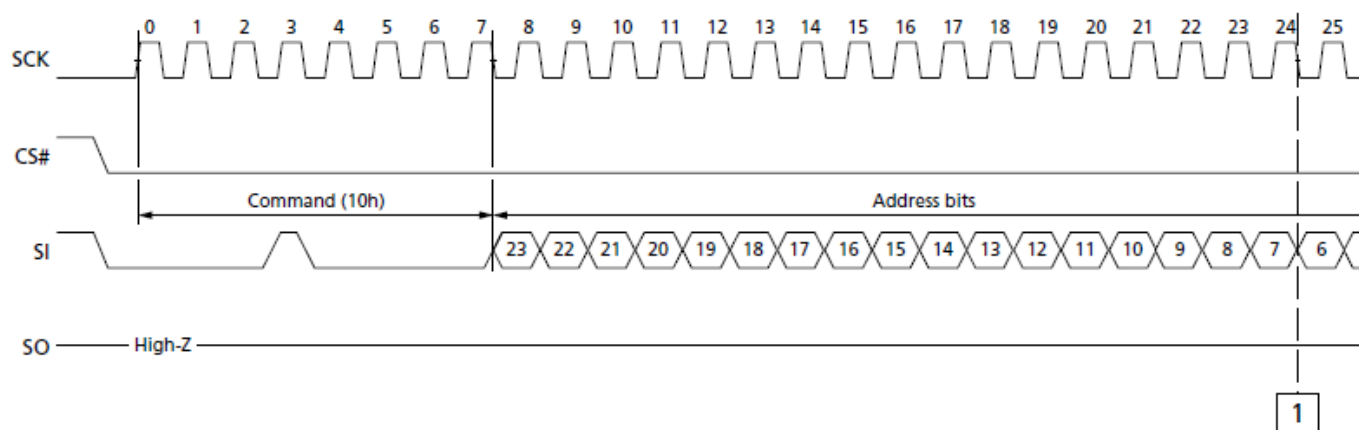 0 1 2 3 4 5 6 7 8 9 10 11 12 13 14 15 16 17 18 19 20 21 22 23 24 25
SCK
CS#
Command (10h) Address bits
SI 23 22 21 20 19 18 17 16 15 14 13 12 11 10 9 8 7 6
SO High-Z
1